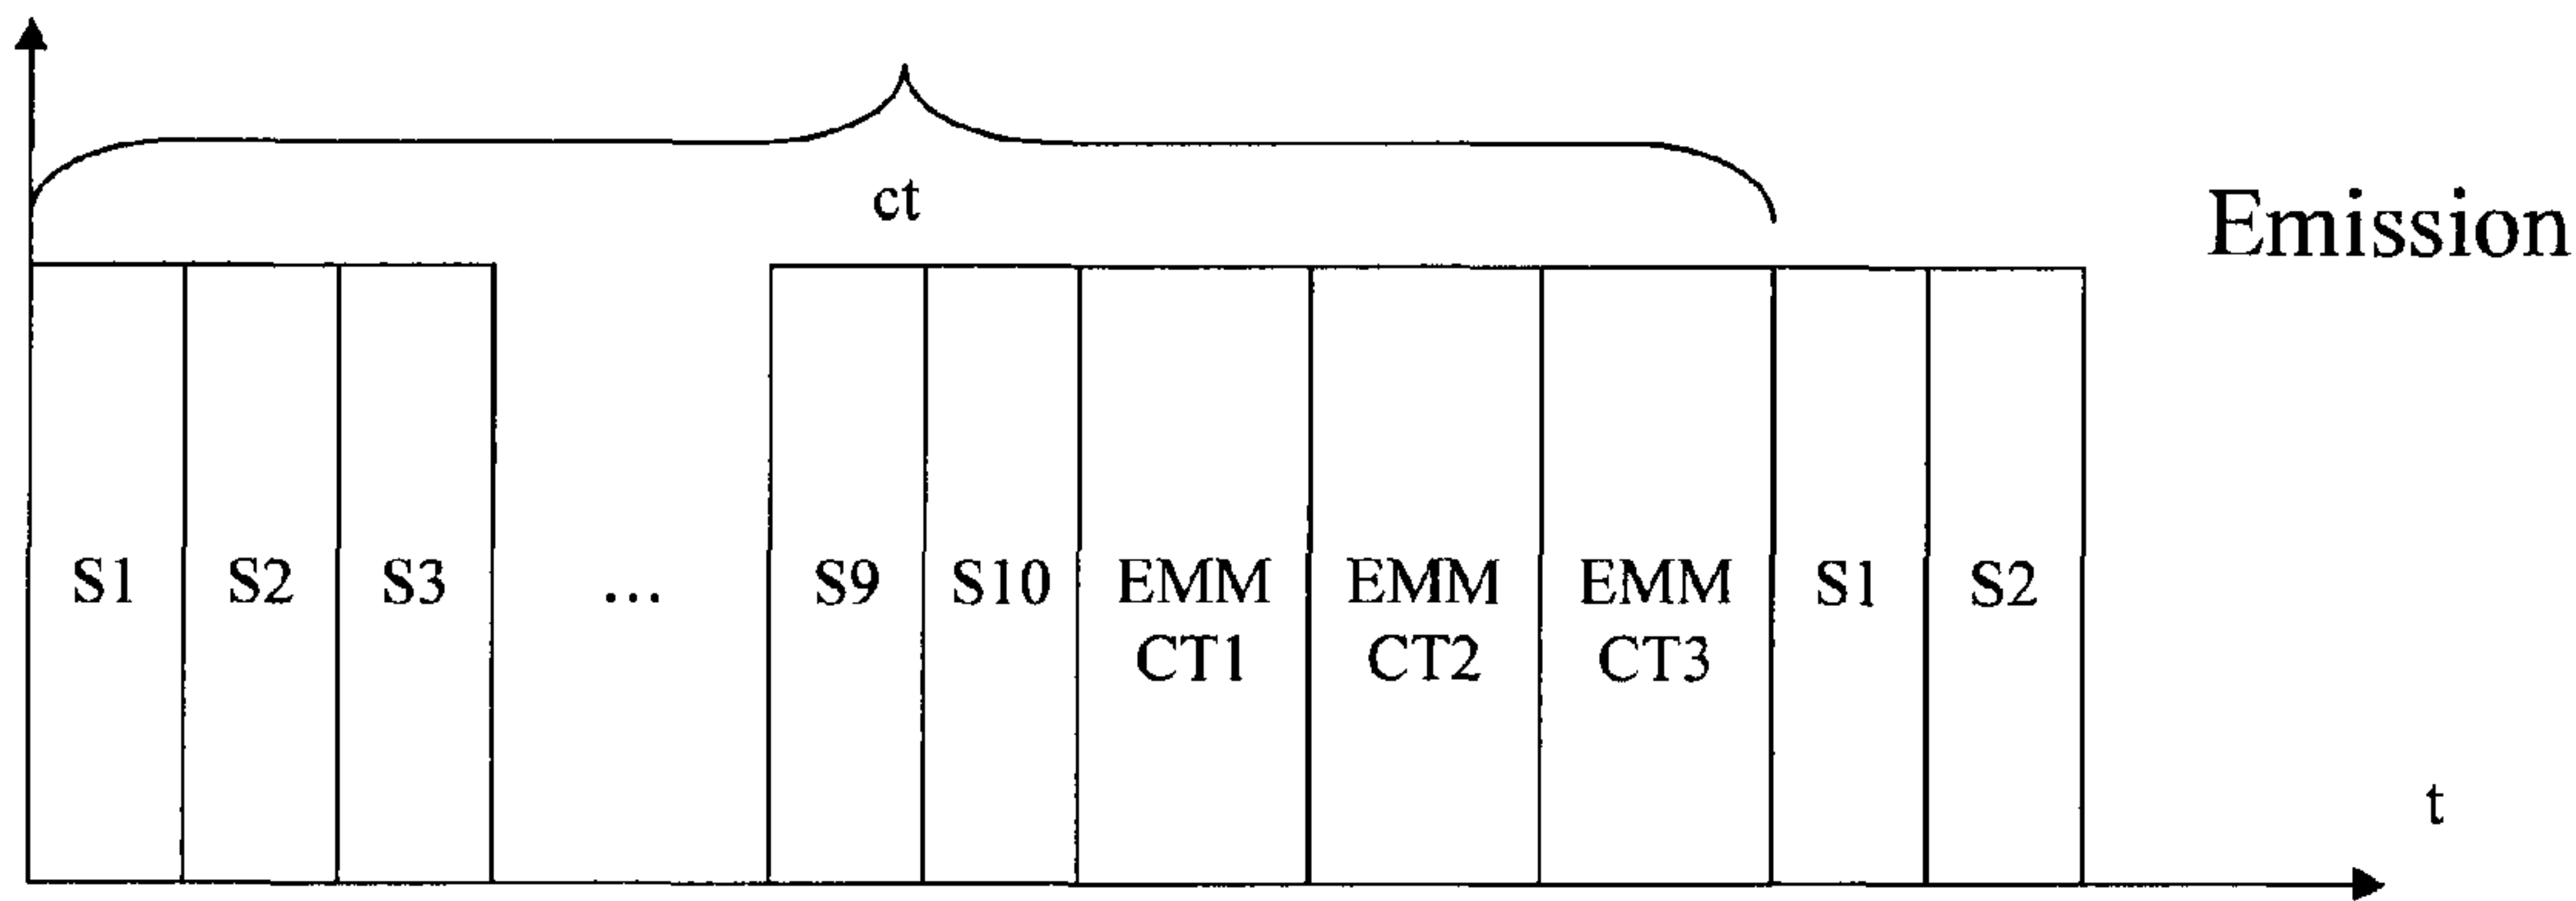 ct
Emission
S1 S2 S3 ... S9 S10 EMM CT1 EMM CT2 EMM CT3 S1 S2
t